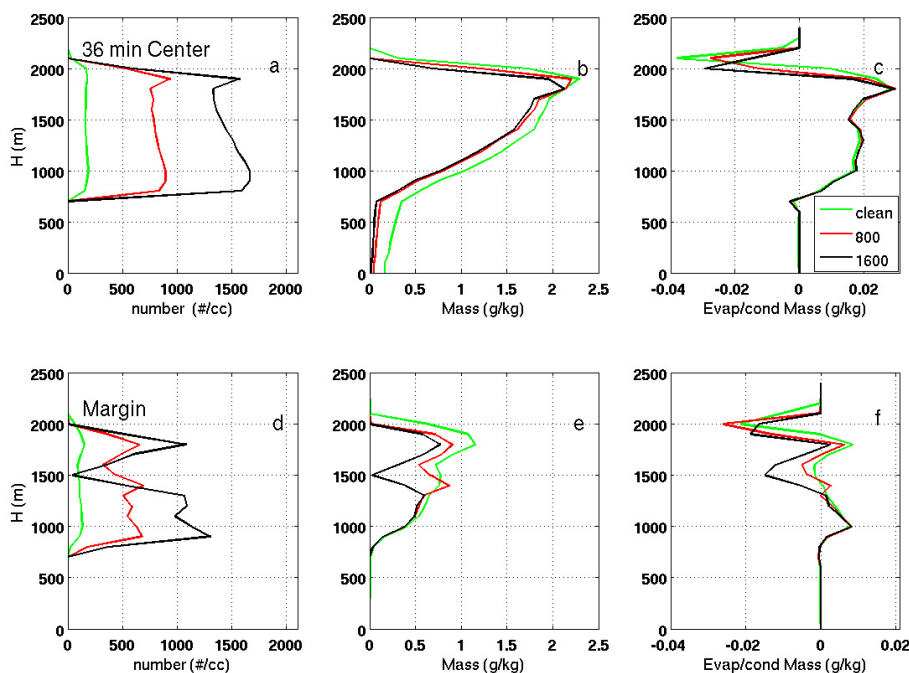 36 min Center
a
2500
2000
1500
1000
500
0
H (m)
0 500 1000 1500 2000
number (#/cc)
b
2500
2000
1500
1000
500
0
0 0.5 1 1.5 2 2.5
Mass (g/kg)
c
2500
2000
1500
1000
500
0
clean
800
1600
-0.04 -0.02 0 0.02
Evap/cond Mass (g/kg)
Margin
d
2500
2000
1500
1000
500
0
H (m)
0 500 1000 1500 2000
number (#/cc)
e
2500
2000
1500
1000
500
0
0 0.5 1 1.5 2 2.5
Mass (g/kg)
f
2500
2000
1500
1000
500
0
-0.04 -0.02 0 0.02
Evap/cond Mass (g/kg)